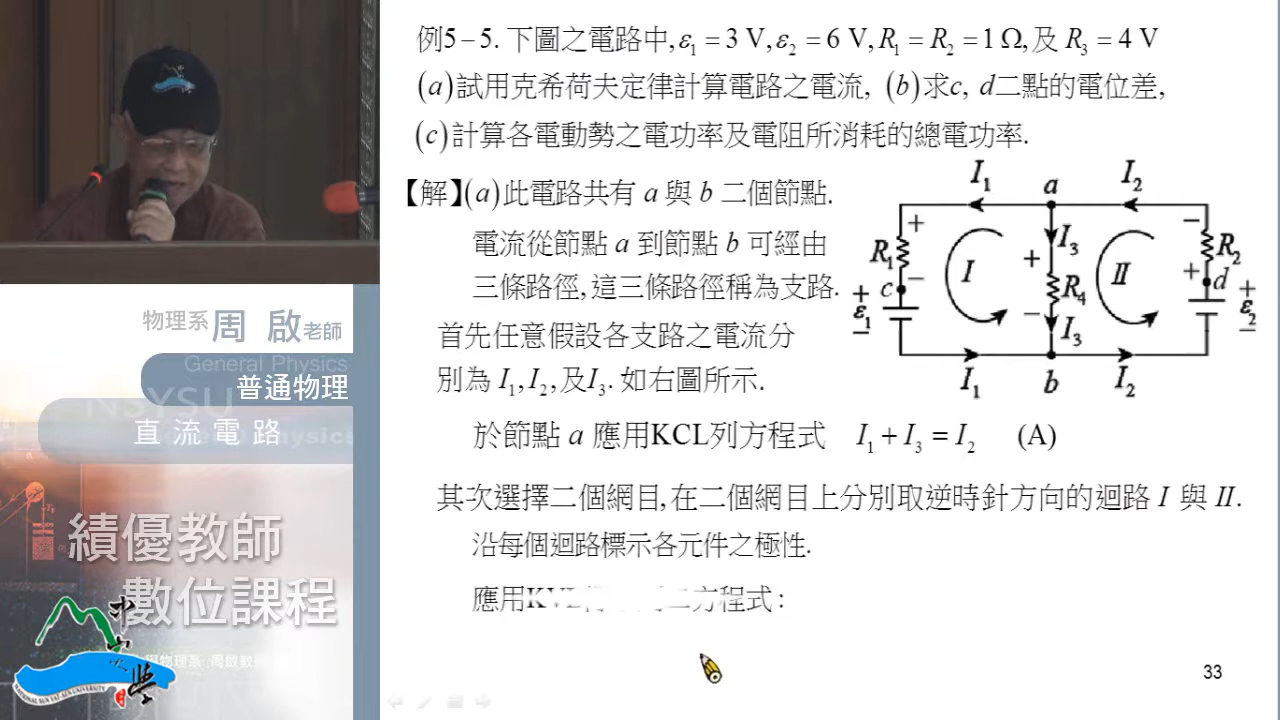 例5–5. 下圖之電路中, ε₁ = 3 V, ε₂ = 6 V, R₁ = R₂ = 1 Ω, 及 R₃ = 4 V
(a)試用克希荷夫定律計算電路之電流, (b)求c, d二點的電位差,
(c)計算各電動勢之電功率及電阻所消耗的總電功率.
【解】(a)此電路共有 a 與 b 二個節點.
電流從節點 a 到節點 b 可經由
三條路徑, 這三條路徑稱為支路.
首先任意假設各支路之電流分
別為 I₁, I₂, 及I₃. 如右圖所示.
I₁ a I₂
+ I₃ −
R₁ I + R₄ II R₂
− c − + d
+ ε₁ − I₃ + ε₂ −
I₁ b I₂
於節點 a 應用KCL列方程式 I₁ + I₃ = I₂ (A)
其次選擇二個網目, 在二個網目上分別取逆時針方向的迴路 I 與 II.
沿每個迴路標示各元件之極性.
應用KVL 二方程式 :
33
物理系 周 啟 老師
General Physics
普通物理
NSYSU
直流電路
Physics
績優教師
數位課程